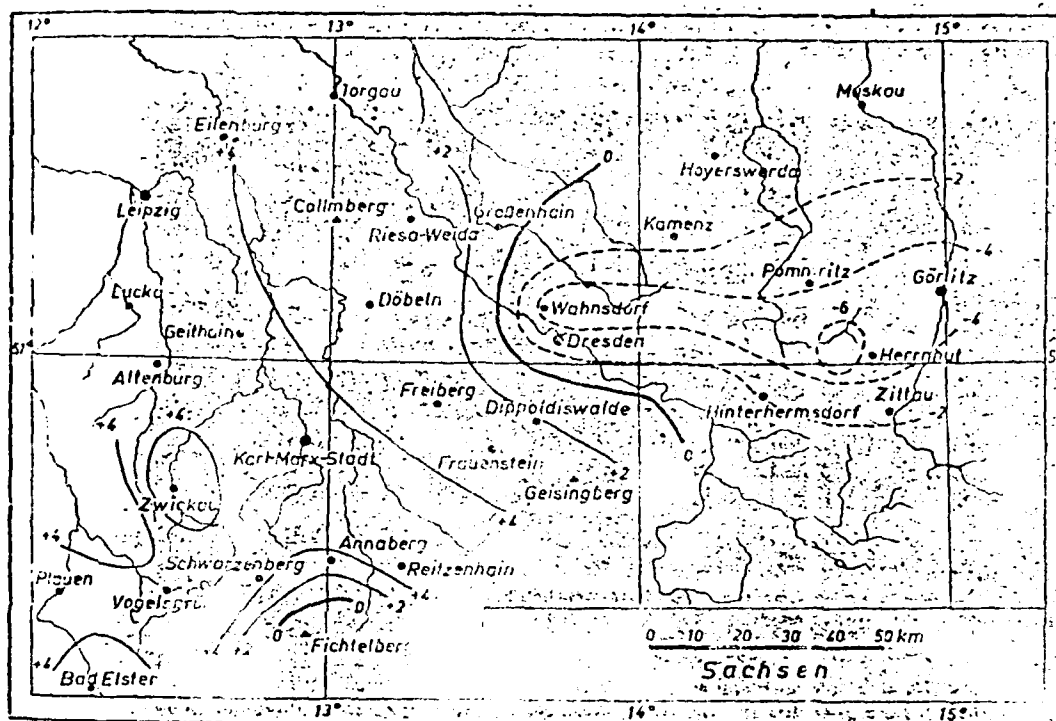 12° 13° 14° 15°
Torgau
Muskau
Eilenburg
+4
+2
0
Hoyerswerda
-2
Leipzig
Collmberg
Großenhain
Riesa-Weida
Kamenz
-4
Pomritz
Görlitz
Lucka
Döbeln
Wahnsdorf
-6
-4
Geithain
Dresden
Herrnhut
51°
Altenburg
Freiberg
Dippoldiswalde
Hinterhermsdorf
Zittau
-2
+4
+4
Karl-Marx-Stadt
Frauenstein
0
+2
Geisingberg
Zwickau
+4
+4
Annaberg
Schwarzenberg
Reitzenhain
Plauen
+4
+2
0
0
Fichtelberg
+4
Bad Elster
0 10 20 30 40 50 km
Sachsen
13° 14° 15°